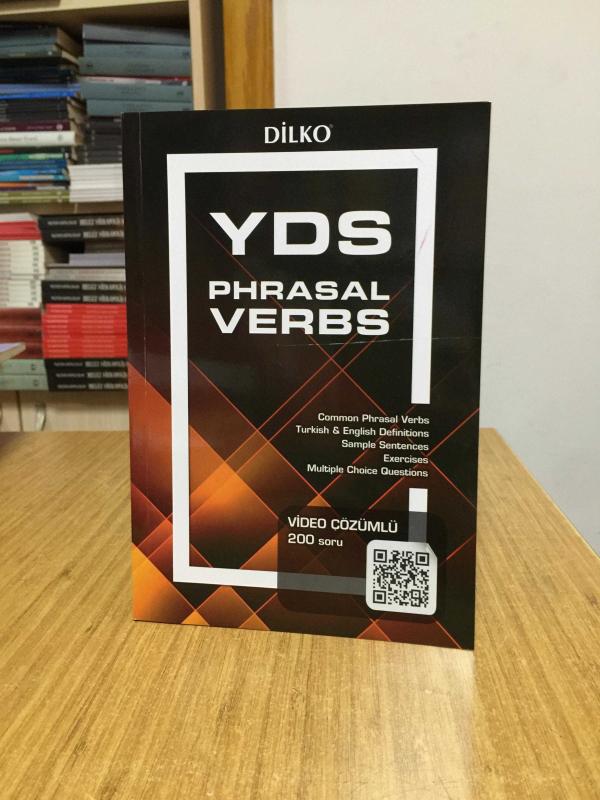 DİLKO
YDS
PHRASAL
VERBS
Common Phrasal Verbs
Turkish & English Definitions
Sample Sentences
Exercises
Multiple Choice Questions
VİDEO ÇÖZÜMLÜ
200 soru